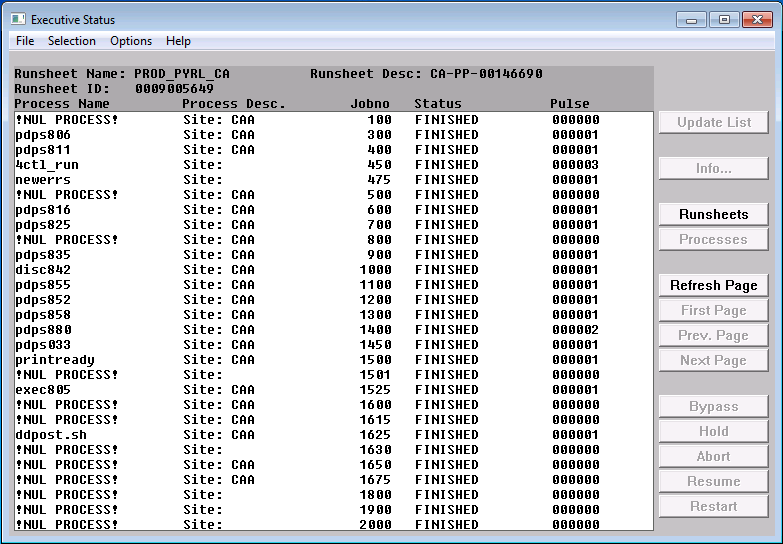 Executive Status
File Selection Options Help
Runsheet Name: PROD_PYRL_CA Runsheet Desc: CA-PP-00146690
Runsheet ID: 0009005649
Process Name Process Desc. Jobno Status Pulse
!NUL PROCESS! Site: CAA 100 FINISHED 000000
pdps806 Site: CAA 300 FINISHED 000001
pdps811 Site: CAA 400 FINISHED 000001
4ctl_run Site: 450 FINISHED 000003
newerrs Site: 475 FINISHED 000001
!NUL PROCESS! Site: CAA 500 FINISHED 000000
pdps816 Site: CAA 600 FINISHED 000001
pdps825 Site: CAA 700 FINISHED 000001
!NUL PROCESS! Site: CAA 800 FINISHED 000000
pdps835 Site: CAA 900 FINISHED 000001
disc842 Site: CAA 1000 FINISHED 000001
pdps855 Site: CAA 1100 FINISHED 000001
pdps852 Site: CAA 1200 FINISHED 000001
pdps858 Site: CAA 1300 FINISHED 000001
pdps880 Site: CAA 1400 FINISHED 000002
pdps033 Site: CAA 1450 FINISHED 000001
printready Site: CAA 1500 FINISHED 000001
!NUL PROCESS! Site: 1501 FINISHED 000000
exec805 Site: CAA 1525 FINISHED 000001
!NUL PROCESS! Site: CAA 1600 FINISHED 000000
!NUL PROCESS! Site: CAA 1615 FINISHED 000000
ddpost.sh Site: CAA 1625 FINISHED 000001
!NUL PROCESS! Site: 1630 FINISHED 000000
!NUL PROCESS! Site: CAA 1650 FINISHED 000000
!NUL PROCESS! Site: CAA 1675 FINISHED 000000
!NUL PROCESS! Site: 1800 FINISHED 000000
!NUL PROCESS! Site: 1900 FINISHED 000000
!NUL PROCESS! Site: 2000 FINISHED 000000
Update List
Info...
Runsheets
Processes
Refresh Page
First Page
Prev. Page
Next Page
Bypass
Hold
Abort
Resume
Restart